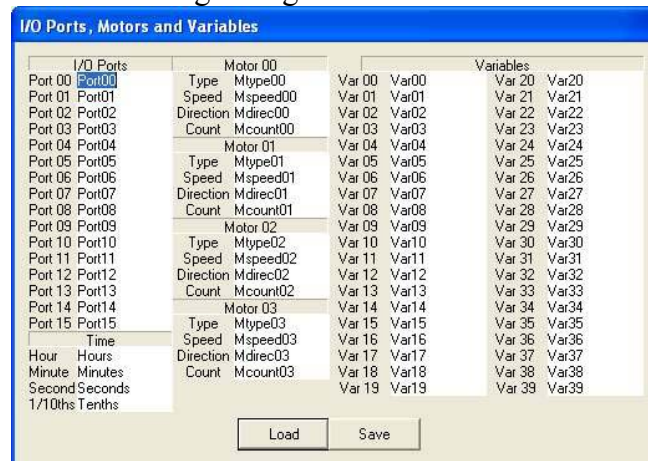 I/O Ports, Motors and Variables
I/O Ports
Port 00 Port00
Port 01 Port01
Port 02 Port02
Port 03 Port03
Port 04 Port04
Port 05 Port05
Port 06 Port06
Port 07 Port07
Port 08 Port08
Port 09 Port09
Port 10 Port10
Port 11 Port11
Port 12 Port12
Port 13 Port13
Port 14 Port14
Port 15 Port15
Time
Hour Hours
Minute Minutes
Second Seconds
1/10ths Tenths
Motor 00
Type Mtype00
Speed Mspeed00
Direction Mdirec00
Count Mcount00
Motor 01
Type Mtype01
Speed Mspeed01
Direction Mdirec01
Count Mcount01
Motor 02
Type Mtype02
Speed Mspeed02
Direction Mdirec02
Count Mcount02
Motor 03
Type Mtype03
Speed Mspeed03
Direction Mdirec03
Count Mcount03
Variables
Var 00 Var00
Var 01 Var01
Var 02 Var02
Var 03 Var03
Var 04 Var04
Var 05 Var05
Var 06 Var06
Var 07 Var07
Var 08 Var08
Var 09 Var09
Var 10 Var10
Var 11 Var11
Var 12 Var12
Var 13 Var13
Var 14 Var14
Var 15 Var15
Var 16 Var16
Var 17 Var17
Var 18 Var18
Var 19 Var19
Var 20 Var20
Var 21 Var21
Var 22 Var22
Var 23 Var23
Var 24 Var24
Var 25 Var25
Var 26 Var26
Var 27 Var27
Var 28 Var28
Var 29 Var29
Var 30 Var30
Var 31 Var31
Var 32 Var32
Var 33 Var33
Var 34 Var34
Var 35 Var35
Var 36 Var36
Var 37 Var37
Var 38 Var38
Var 39 Var39
Load
Save